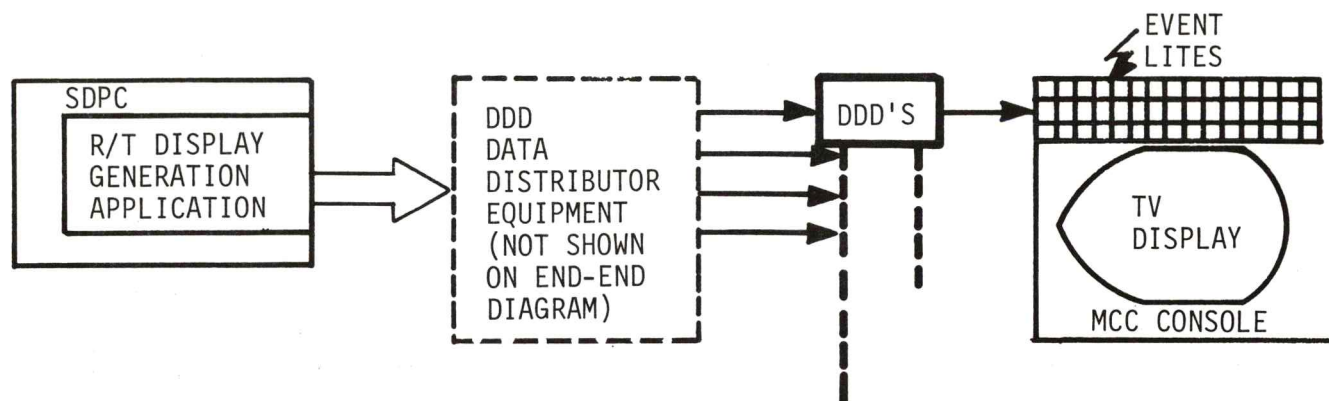 SDPC
R/T DISPLAY
GENERATION
APPLICATION
DDD
DATA
DISTRIBUTOR
EQUIPMENT
(NOT SHOWN
ON END-END
DIAGRAM)
DDD'S
EVENT
LITES
TV
DISPLAY
MCC CONSOLE